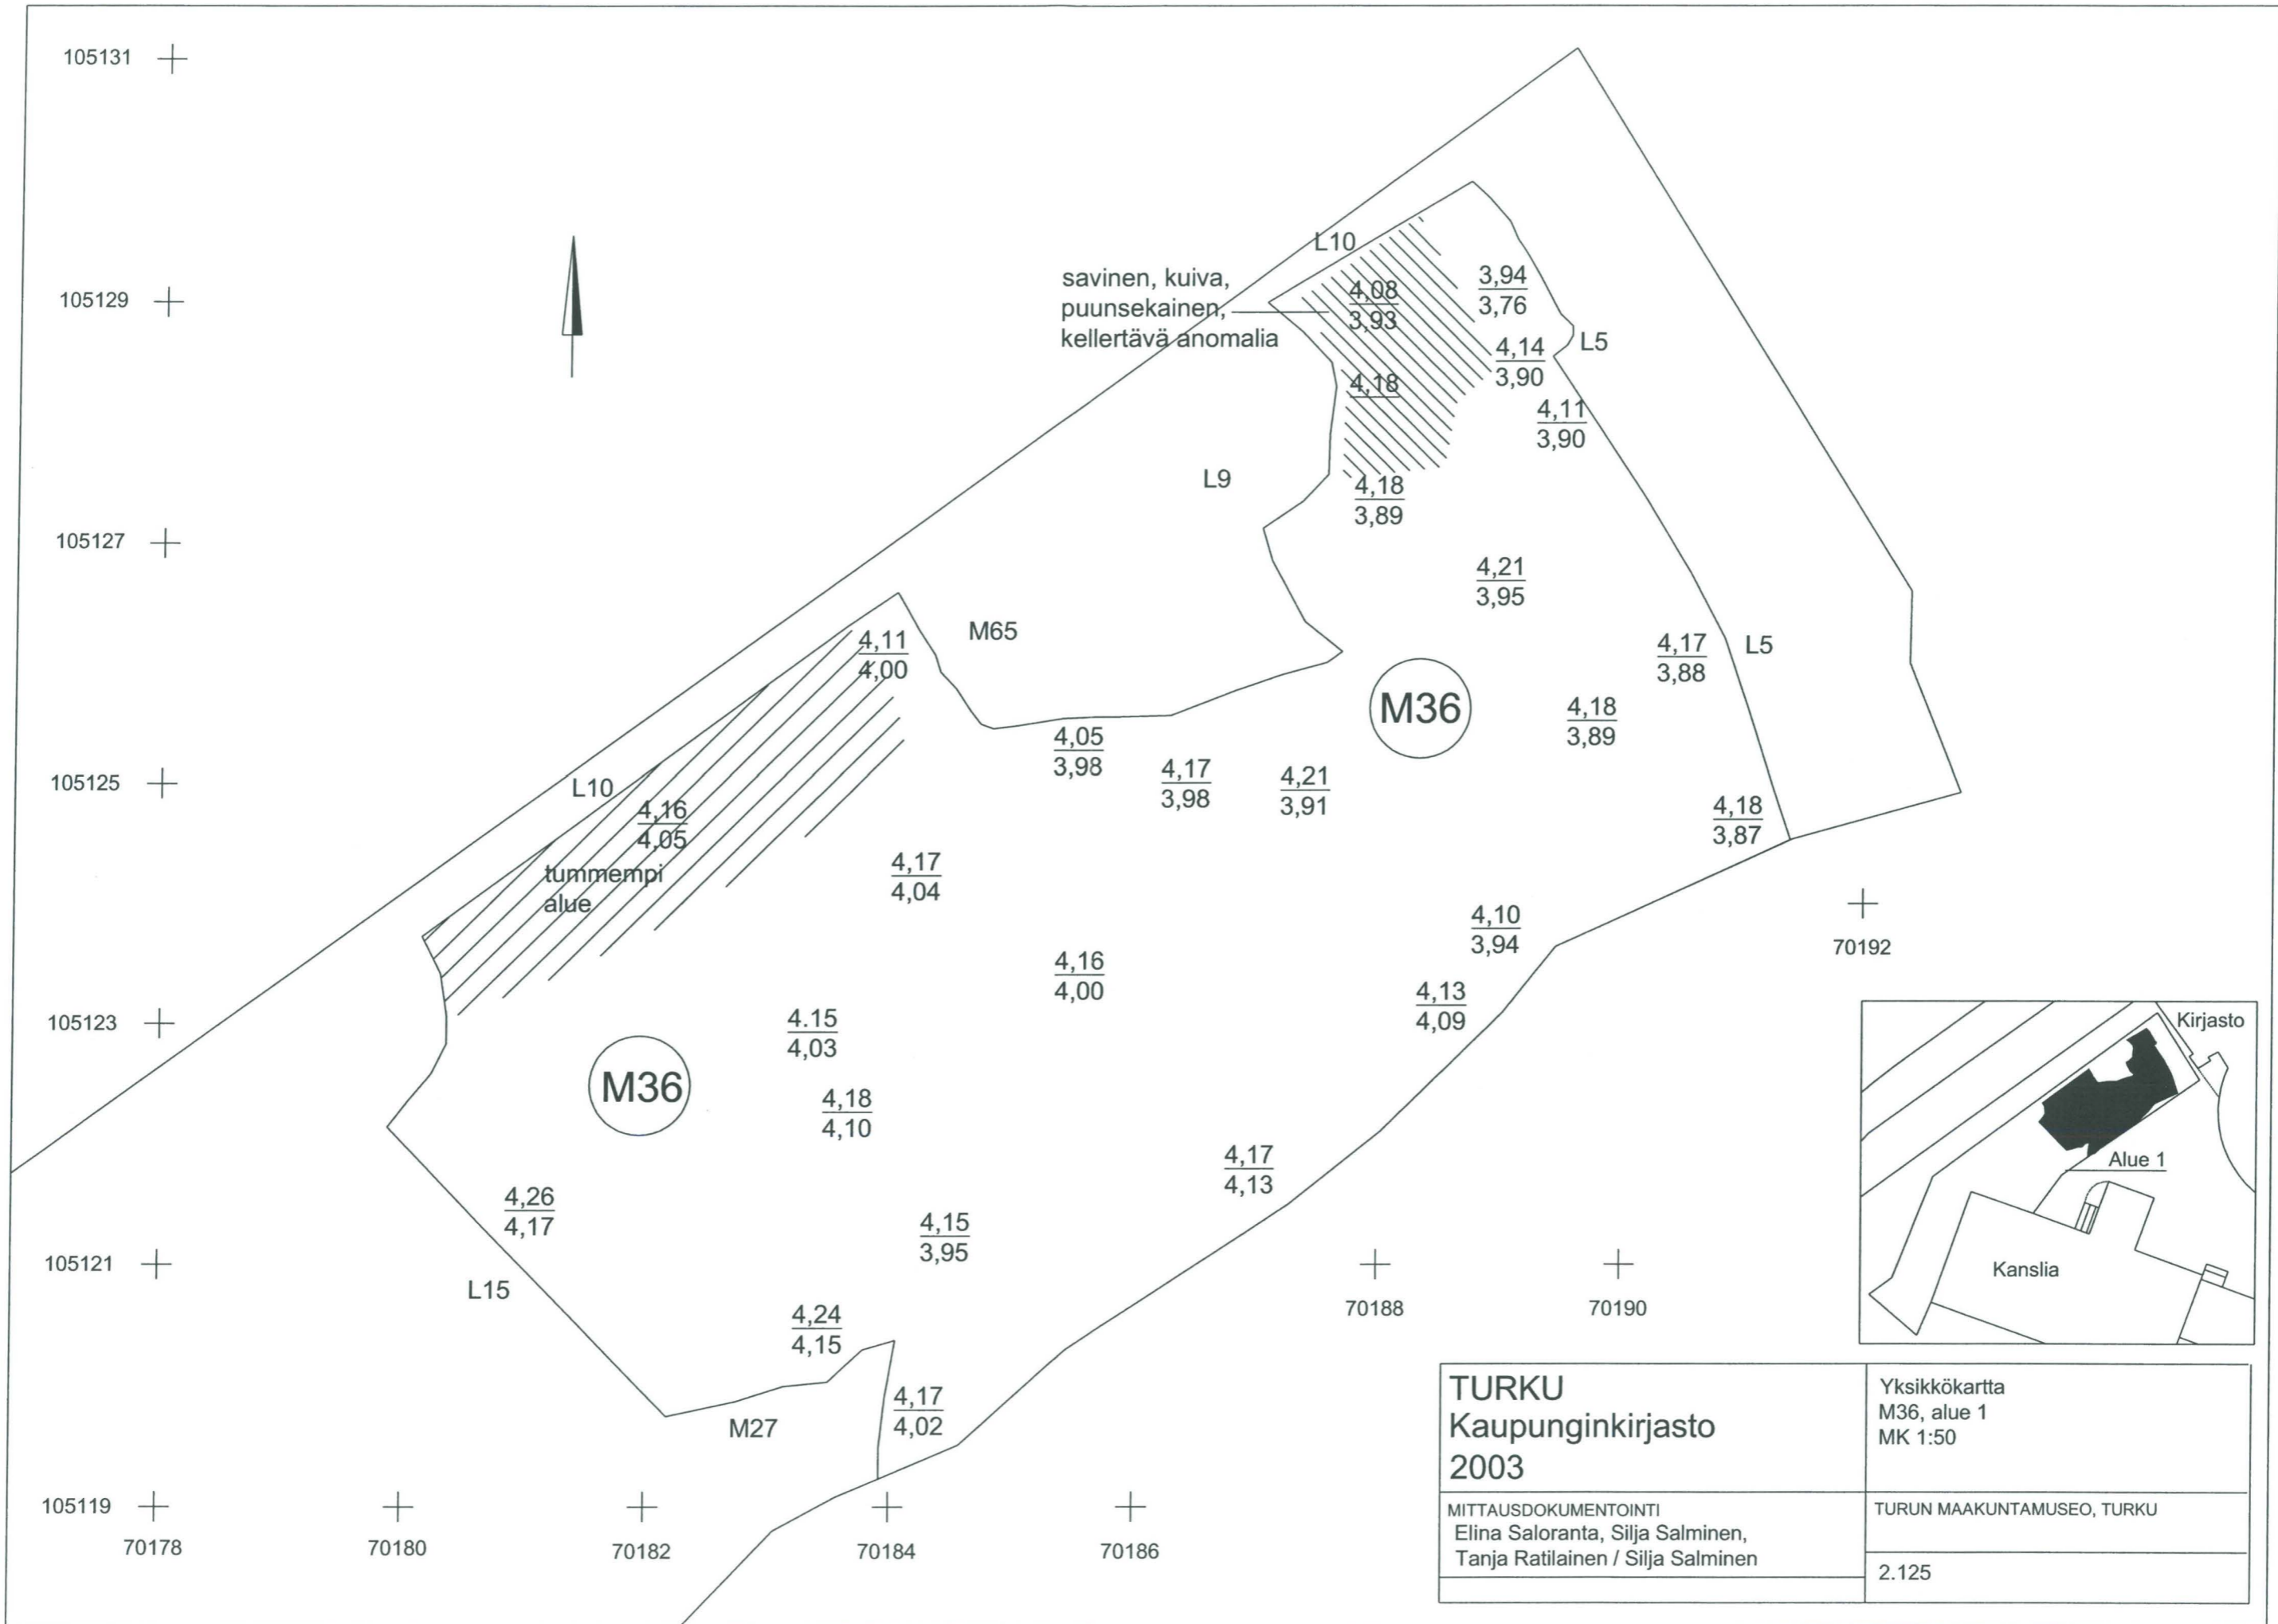 105131
105129
105127
105125
105123
105121
105119
70178
70180
70182
70184
70186
70188
70190
70192
L10
savinen, kuiva,
puunsekainen,
kellertävä anomalia
4,08
3,93
3,94
3,76
4,14
3,90
L5
4,18
4,11
3,90
L9
4,18
3,89
4,21
3,95
M65
4,11
4,00
4,17
3,88
L5
M36
4,18
3,89
4,05
3,98
4,17
3,98
4,21
3,91
4,18
3,87
L10
4,16
4,05
tummempi
alue
4,17
4,04
4,10
3,94
4,16
4,00
4,13
4,09
4.15
4,03
M36
4,18
4,10
4,17
4,13
4,26
4,17
4,15
3,95
L15
4,24
4,15
4,17
4,02
M27
Kirjasto
Alue 1
Kanslia
TURKU
Kaupunginkirjasto
2003
Yksikkökartta
M36, alue 1
MK 1:50
MITTAUSDOKUMENTOINTI
Elina Saloranta, Silja Salminen,
Tanja Ratilainen / Silja Salminen
TURUN MAAKUNTAMUSEO, TURKU
2.125